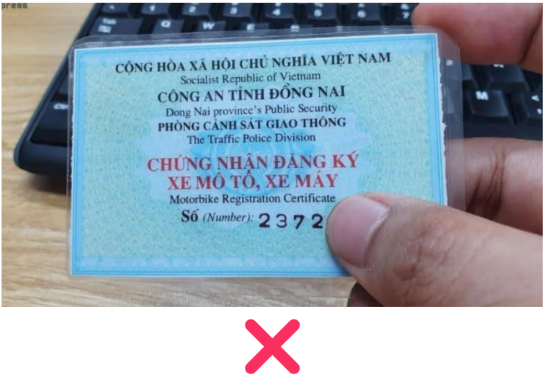 press
CỘNG HÒA XÃ HỘI CHỦ NGHĨA VIỆT NAM
Socialist Republic of Vietnam
CÔNG AN TỈNH ĐỒNG NAI
Dong Nai province's Public Security
PHÒNG CẢNH SÁT GIAO THÔNG
The Traffic Police Division
CHỨNG NHẬN ĐĂNG KÝ
XE MÔ TÔ, XE MÁY
Motorbike Registration Certificate
Số (Number): 2372